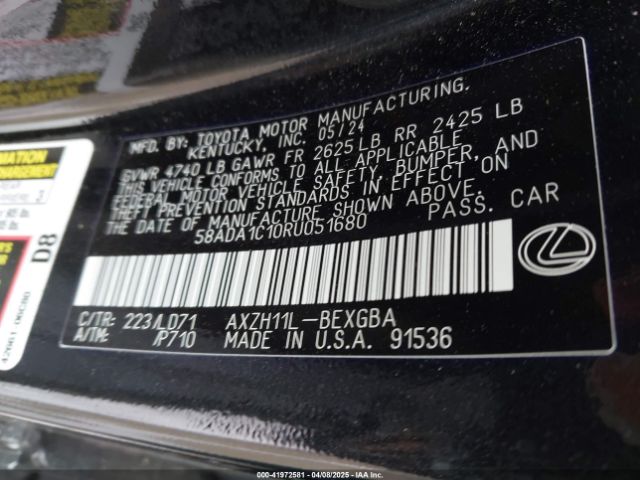 MFD. BY: TOYOTA MOTOR MANUFACTURING.
KENTUCKY, INC. 05/24
GVWR 4740 LB GAWR FR 2625 LB RR 2425 LB
THIS VEHICLE CONFORMS TO ALL APPLICABLE
FEDERAL MOTOR VEHICLE SAFETY, BUMPER, AND
THEFT PREVENTION STANDARDS IN EFFECT ON
THE DATE OF MANUFACTURE SHOWN ABOVE.
58ADA1C10RU051680 PASS. CAR
C/TR: 223/LD71 AXZH11L-BEXGBA
A/TM: /P710 MADE IN U.S.A. 91536
D8
42661-06C80
000-41972581 | 04/08/2025 | IAAI